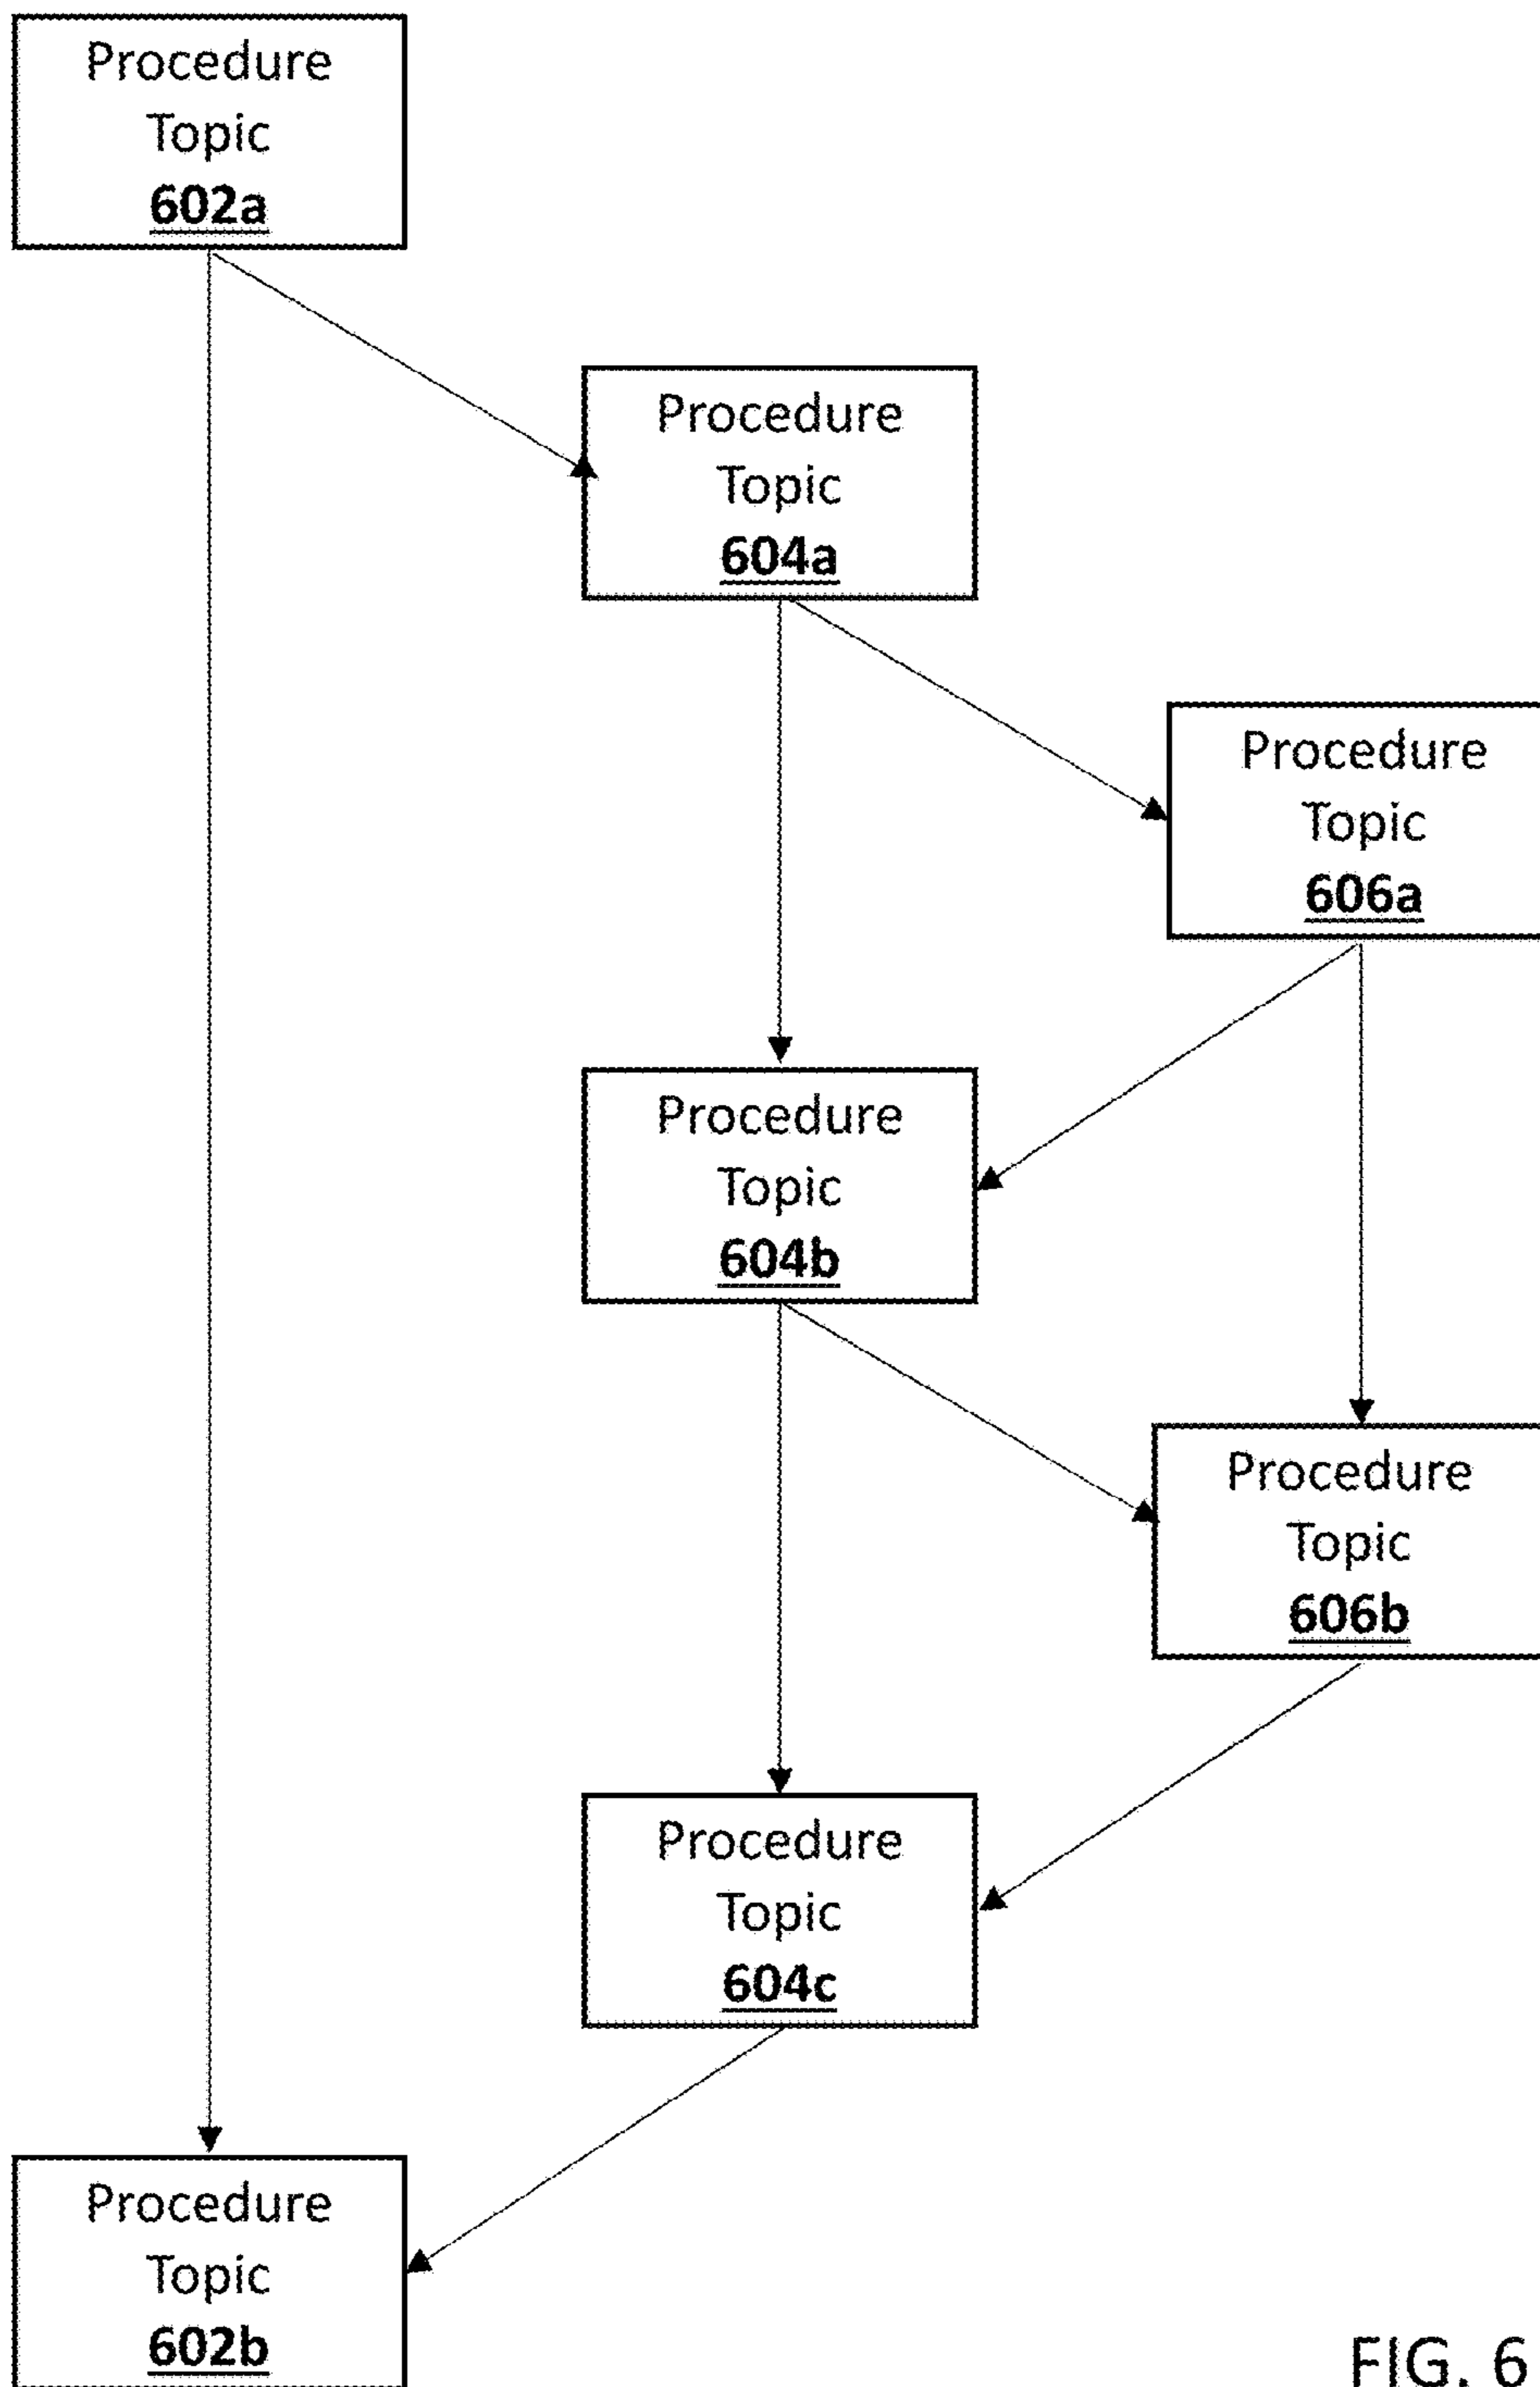 Procedure
Topic
602a
Procedure
Topic
604a
Procedure
Topic
606a
Procedure
Topic
604b
Procedure
Topic
606b
Procedure
Topic
604c
Procedure
Topic
602b
FIG. 6